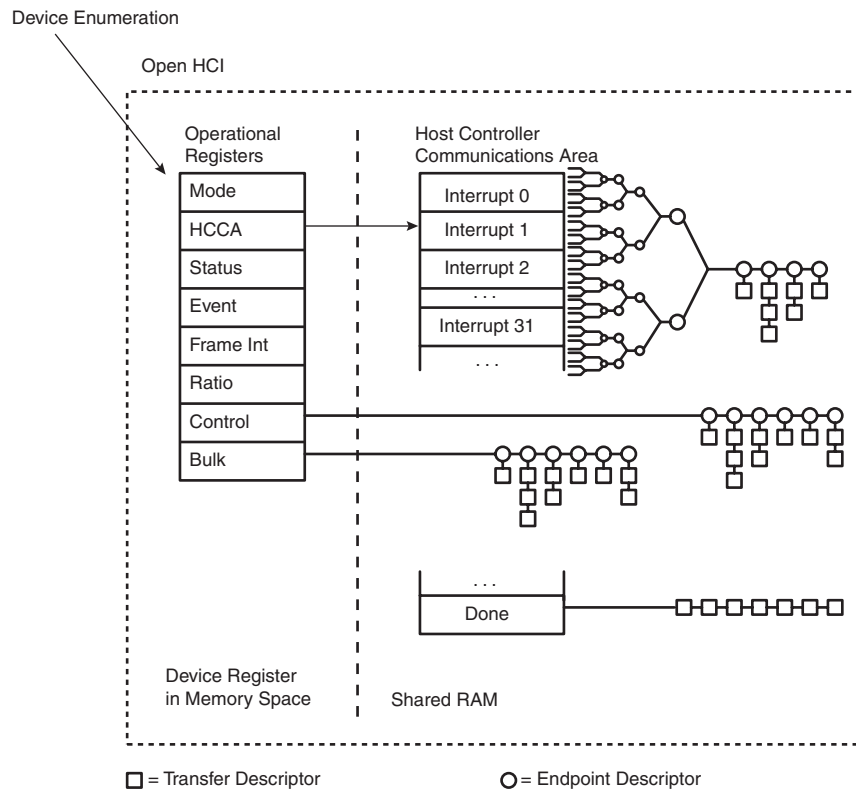 Device Enumeration
Open HCI
Operational
Registers
Mode
HCCA
Status
Event
Frame Int
Ratio
Control
Bulk
Host Controller
Communications Area
Interrupt 0
Interrupt 1
Interrupt 2
. . .
Interrupt 31
. . .
. . .
Done
Device Register
in Memory Space
Shared RAM
= Transfer Descriptor
= Endpoint Descriptor